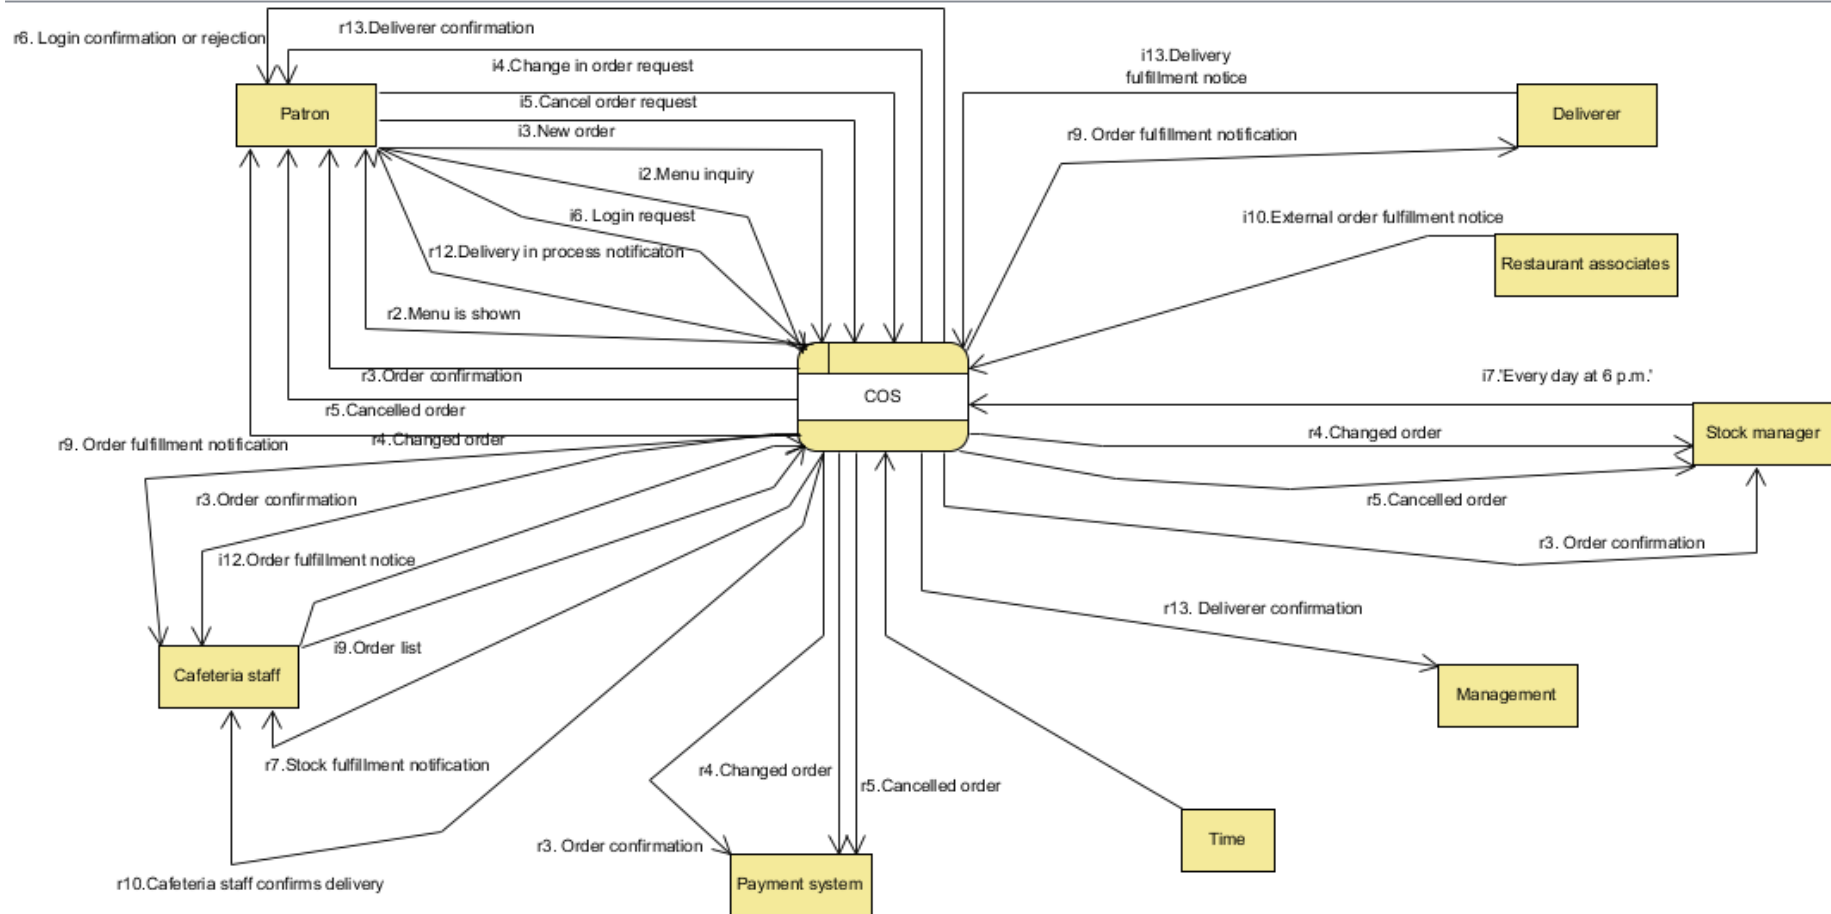 r13.Deliverer confirmation
r6. Login confirmation or rejection
i4.Change in order request
i13.Delivery
fulfillment notice
i5.Cancel order request
Patron
Deliverer
i3.New order
r9. Order fulfillment notification
i2.Menu inquiry
i6. Login request
i10.External order fulfillment notice
r12.Delivery in process notificaton
Restaurant associates
r2.Menu is shown
r3.Order confirmation
i7.'Every day at 6 p.m.'
COS
r5.Cancelled order
r4.Changed order
r9. Order fulfillment notification
r4.Changed order
Stock manager
r3.Order confirmation
r5.Cancelled order
i12.Order fulfillment notice
r3. Order confirmation
r13. Deliverer confirmation
i9.Order list
Cafeteria staff
Management
r7.Stock fulfillment notification
r4.Changed order
r5.Cancelled order
r3. Order confirmation
Time
r10.Cafeteria staff confirms delivery
Payment system